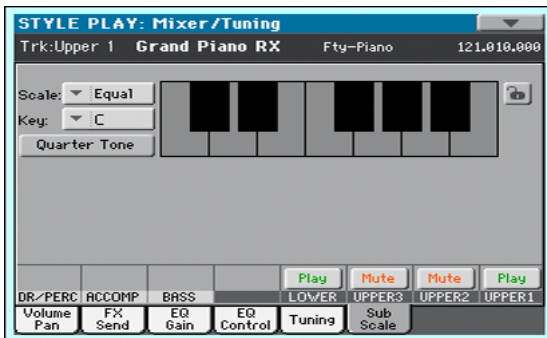 STYLE PLAY: Mixer/Tuning
Trk:Upper 1 Grand Piano RX Fty-Piano 121.010.000
Scale: Equal
Key: C
Quarter Tone
Play Mute Mute Play
DR/PERC ACCOMP BASS LOWER UPPER3 UPPER2 UPPER1
Volume Pan FX Send EQ Gain EQ Control Tuning Sub Scale